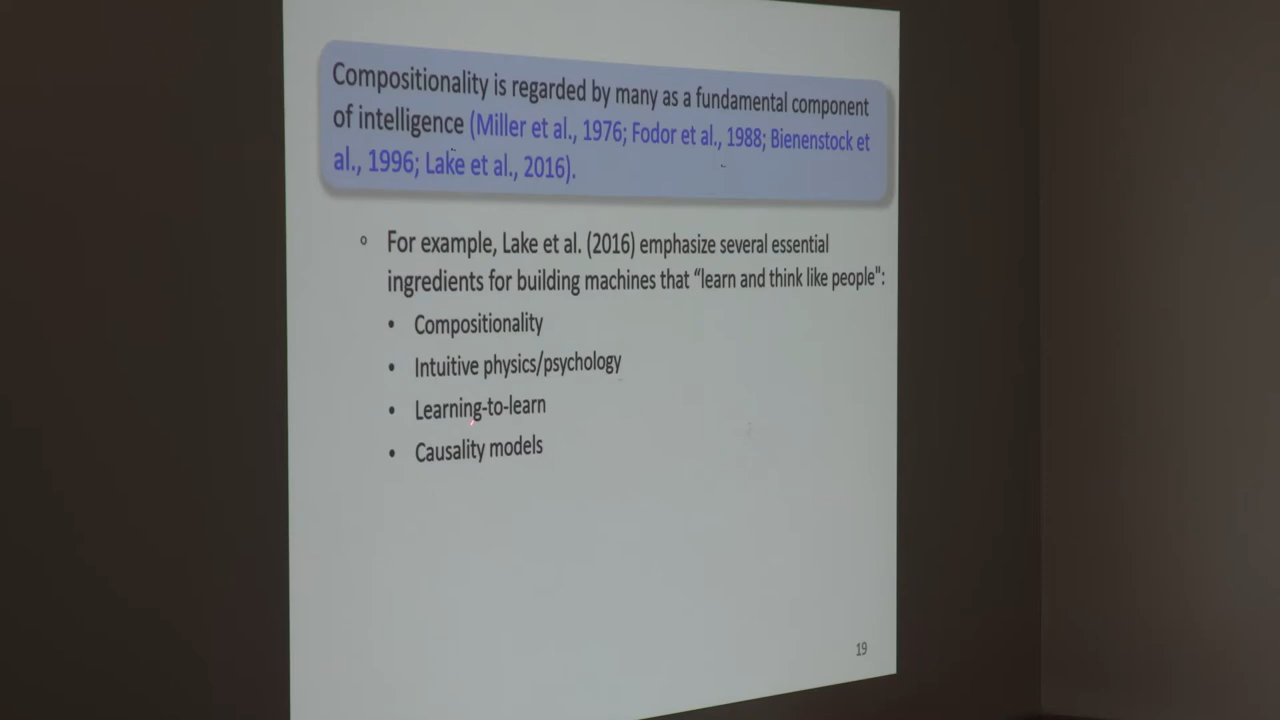 Compositionality is regarded by many as a fundamental component
of intelligence (Miller et al., 1976; Fodor et al., 1988; Bienenstock et
al., 1996; Lake et al., 2016).
° For example, Lake et al. (2016) emphasize several essential
ingredients for building machines that “learn and think like people":
• Compositionality
• Intuitive physics/psychology
• Learning-to-learn
• Causality models
19